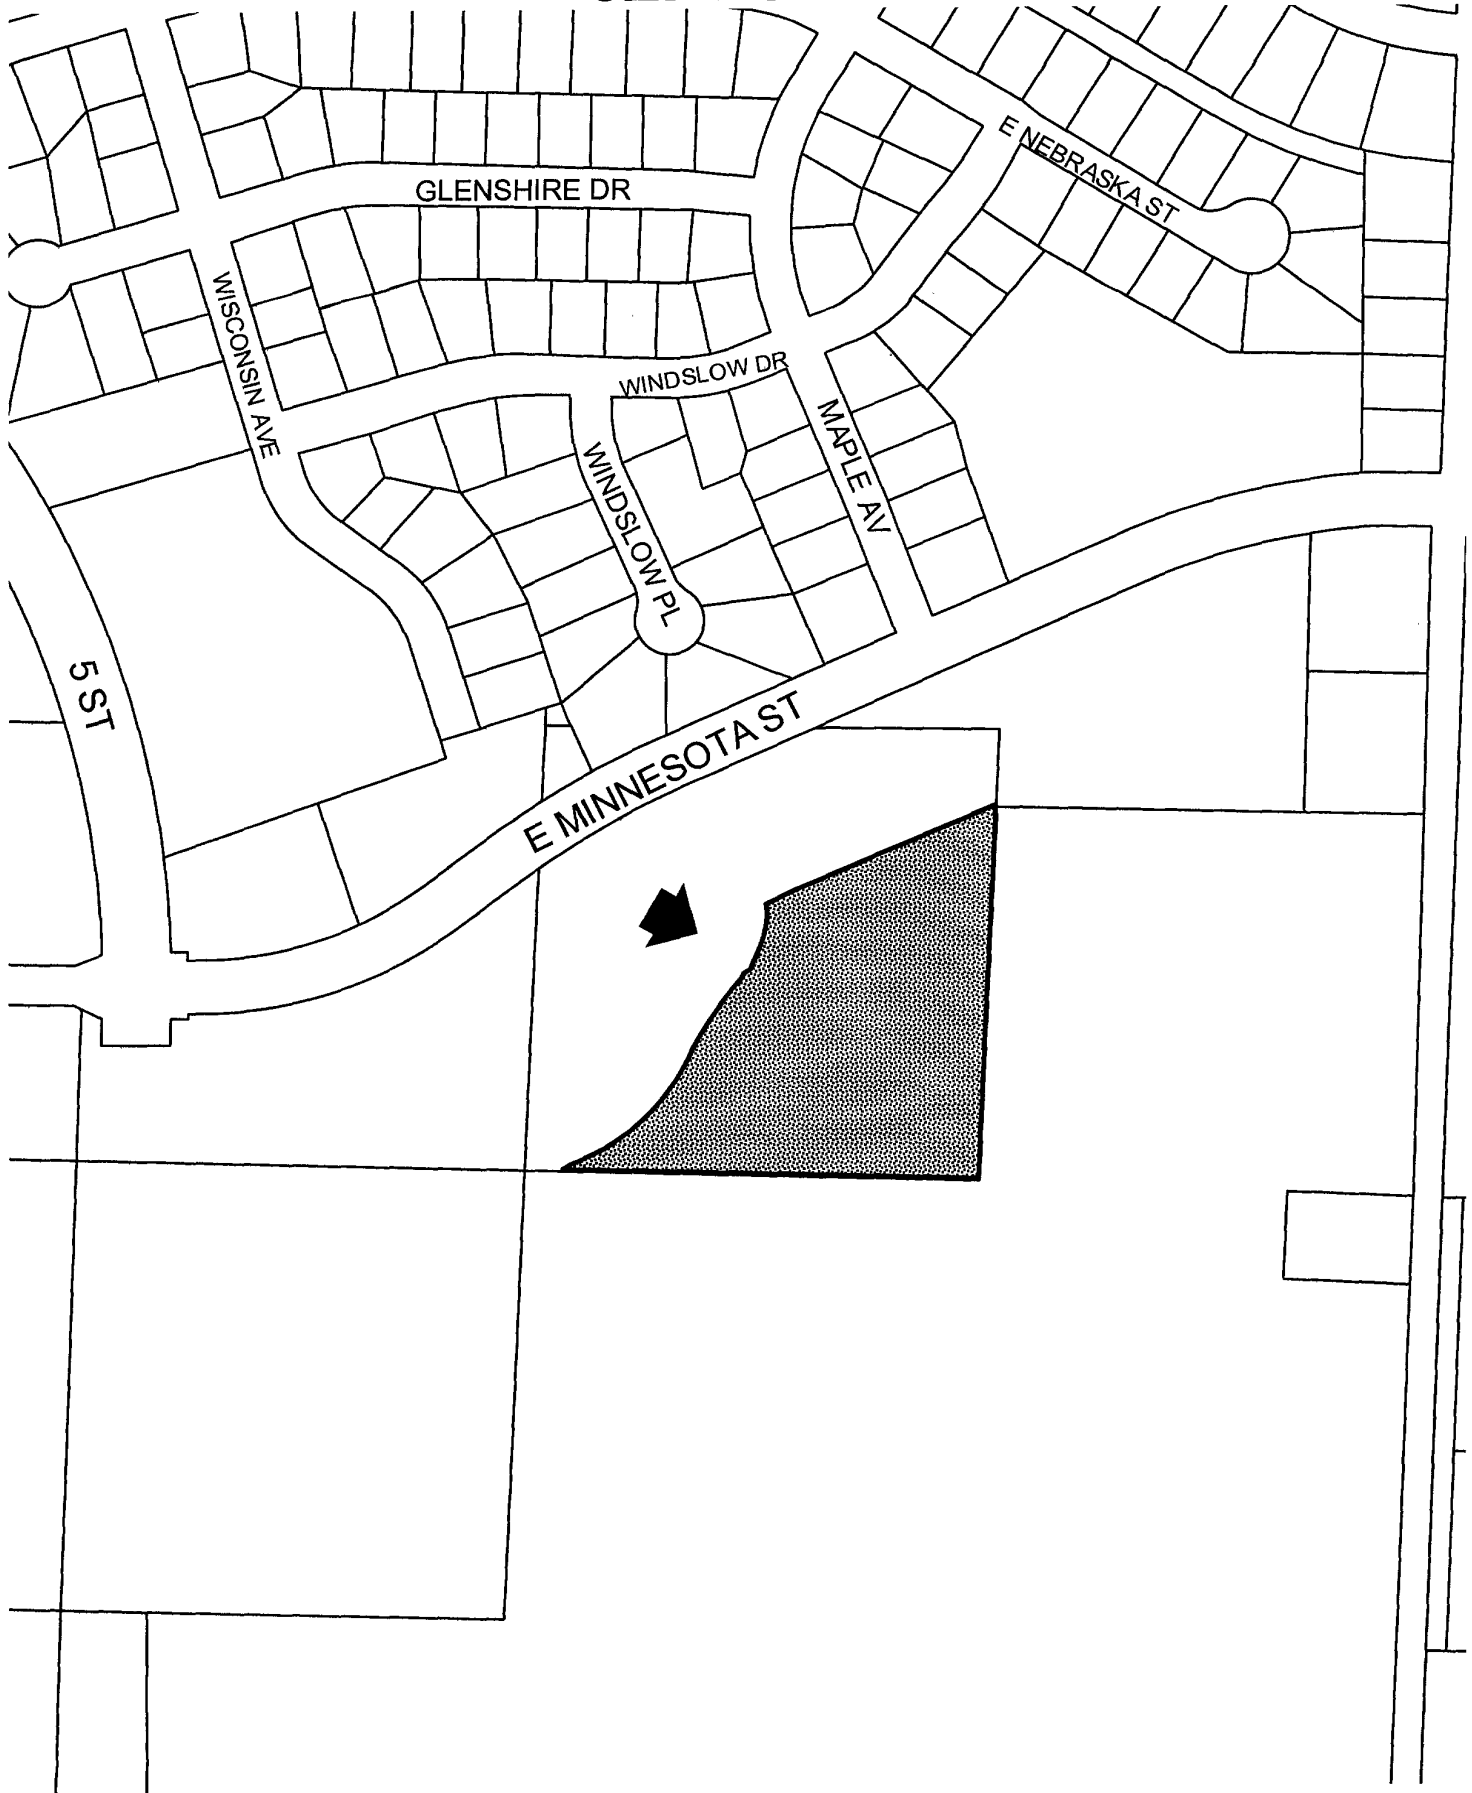 E NEBRASKA ST
GLENSHIRE DR
WISCONSIN AVE
WINDSLOW DR
MAPLE AV
WINDSLOW PL
5 ST
E MINNESOTA ST